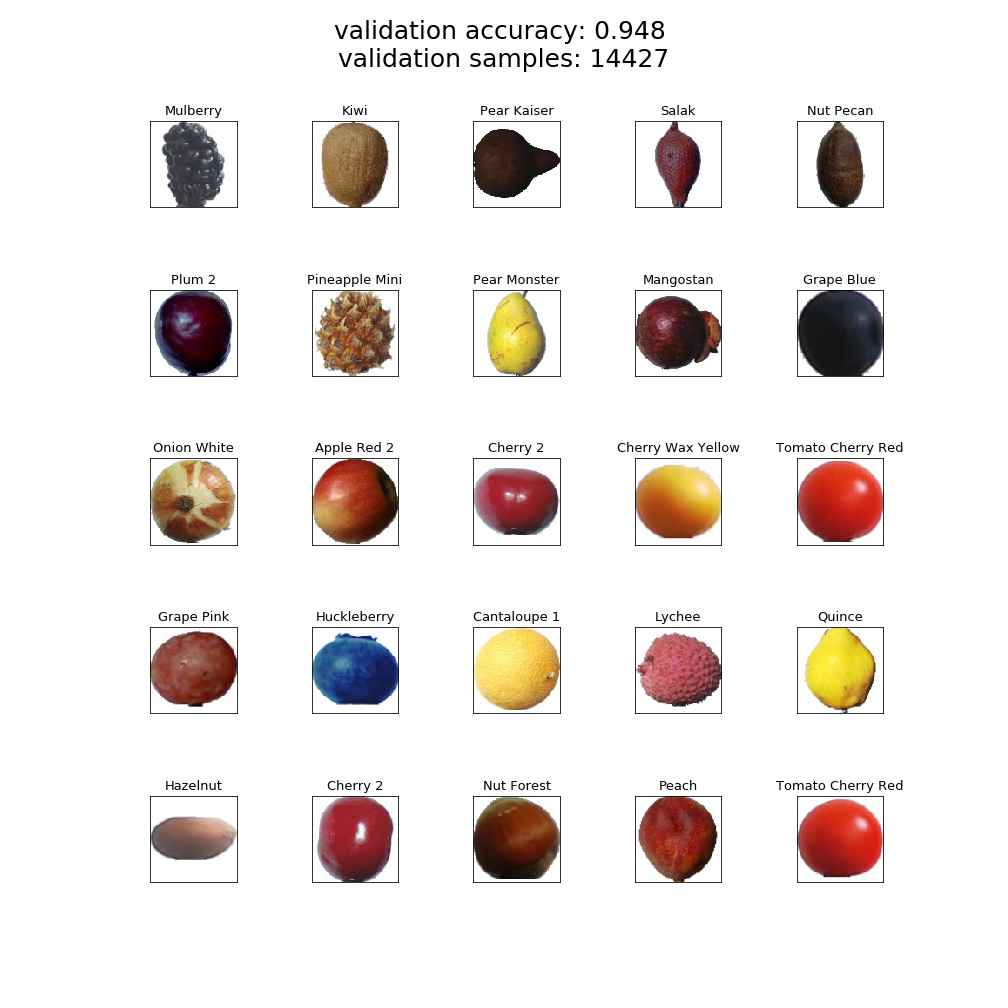 validation accuracy: 0.948
validation samples: 14427
Mulberry Kiwi Pear Kaiser Salak Nut Pecan
Plum 2 Pineapple Mini Pear Monster Mangostan Grape Blue
Onion White Apple Red 2 Cherry 2 Cherry Wax Yellow Tomato Cherry Red
Grape Pink Huckleberry Cantaloupe 1 Lychee Quince
Hazelnut Cherry 2 Nut Forest Peach Tomato Cherry Red